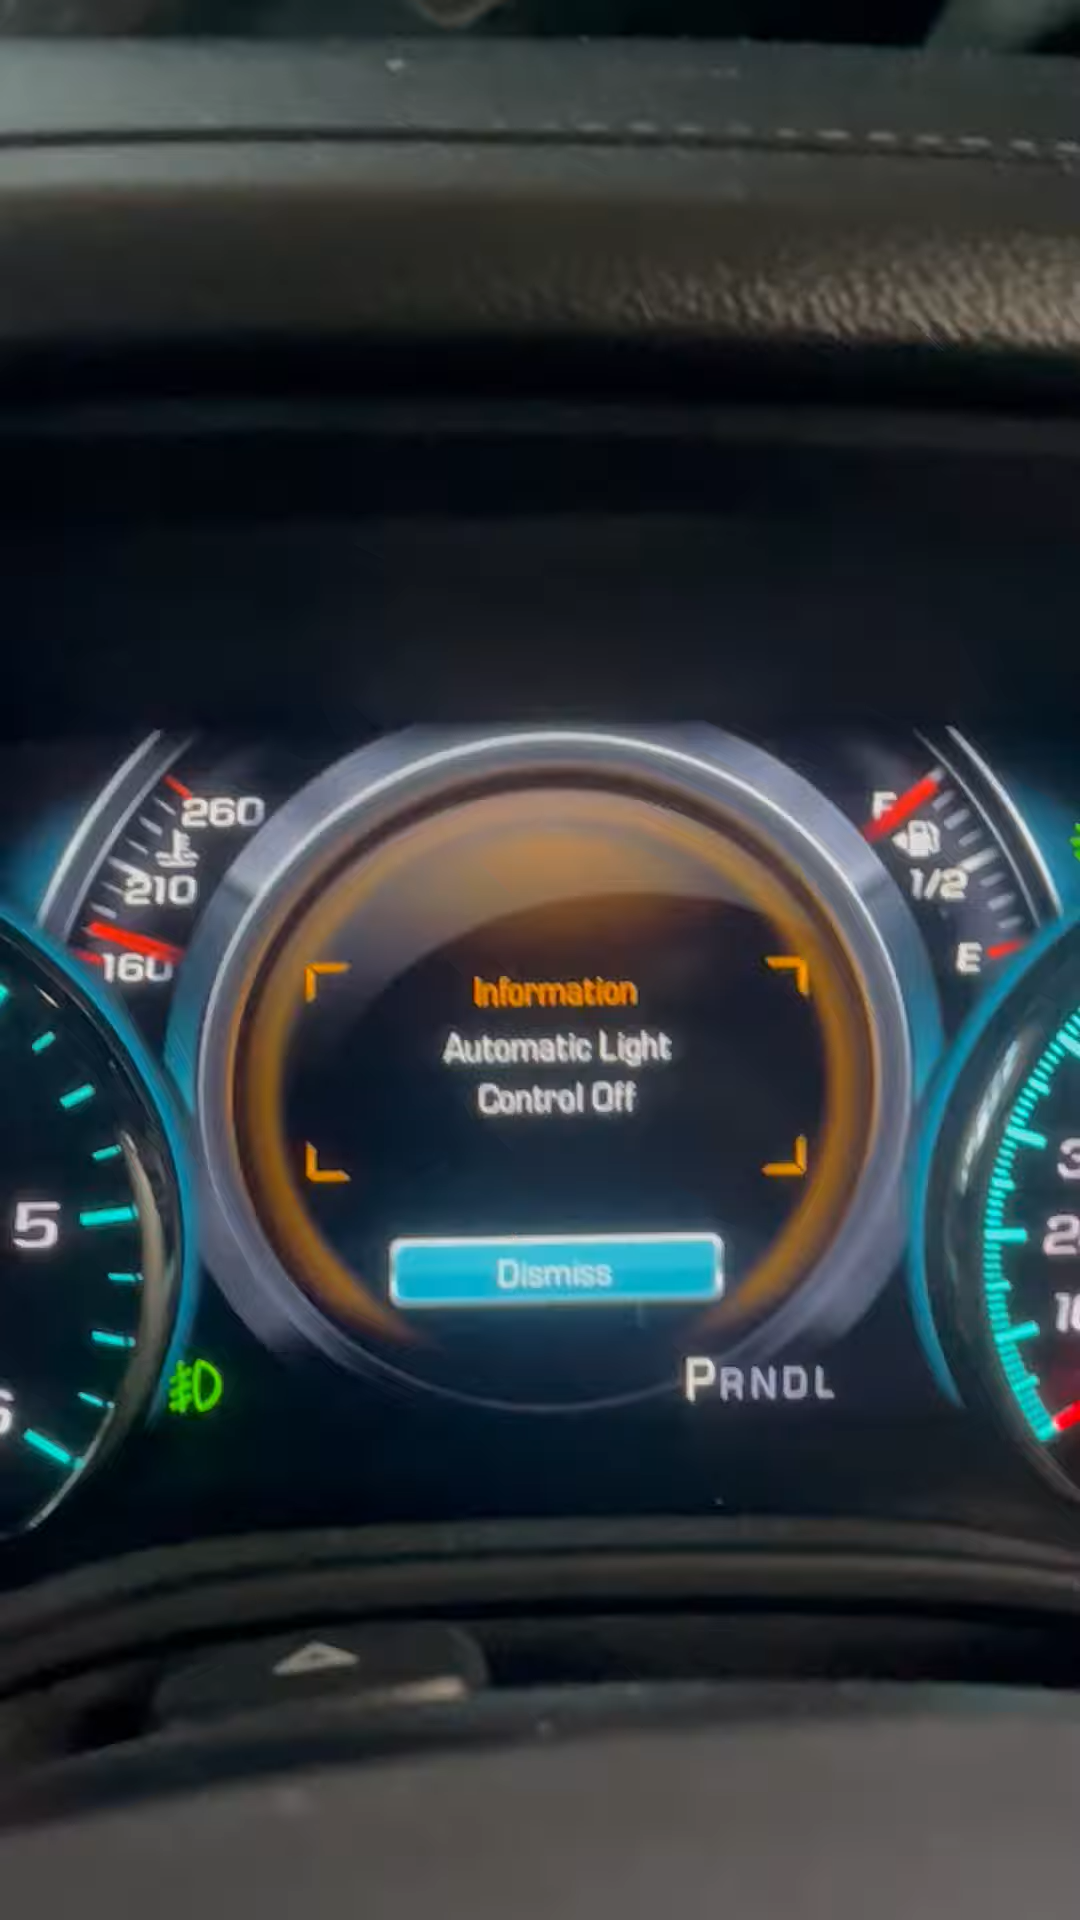 260
210
160
F
1/2
E
Information
Automatic Light
Control Off
Dismiss
5
PRNDL